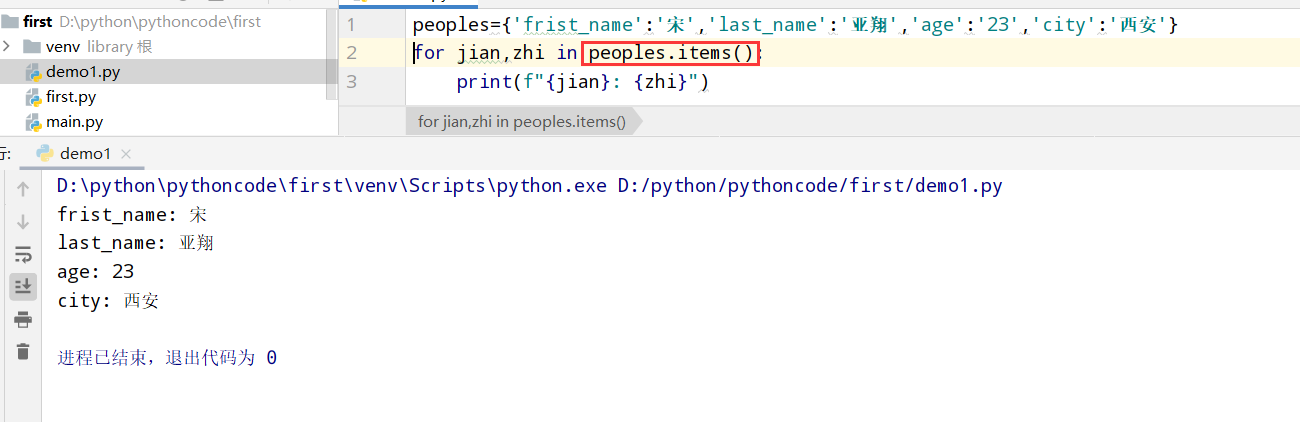 first D:\python\pythoncode\first
venv library 根
demo1.py
first.py
main.py
1 peoples={'frist_name':'宋','last_name':'亚翔','age':'23','city':'西安'}
2 for jian,zhi in peoples.items():
3 print(f"{jian}: {zhi}")
for jian,zhi in peoples.items()
行: demo1 ×
D:\python\pythoncode\first\venv\Scripts\python.exe D:/python/pythoncode/first/demo1.py
frist_name: 宋
last_name: 亚翔
age: 23
city: 西安
进程已结束，退出代码为 0